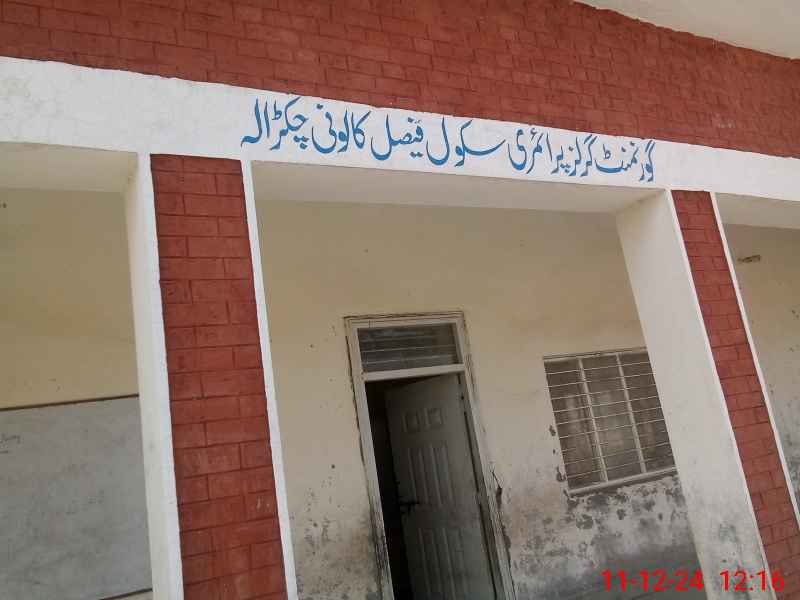 گورنمنٹ گرلز پرائمری سکول فیصل کالونی چکڑالہ
11-12-24 12:16